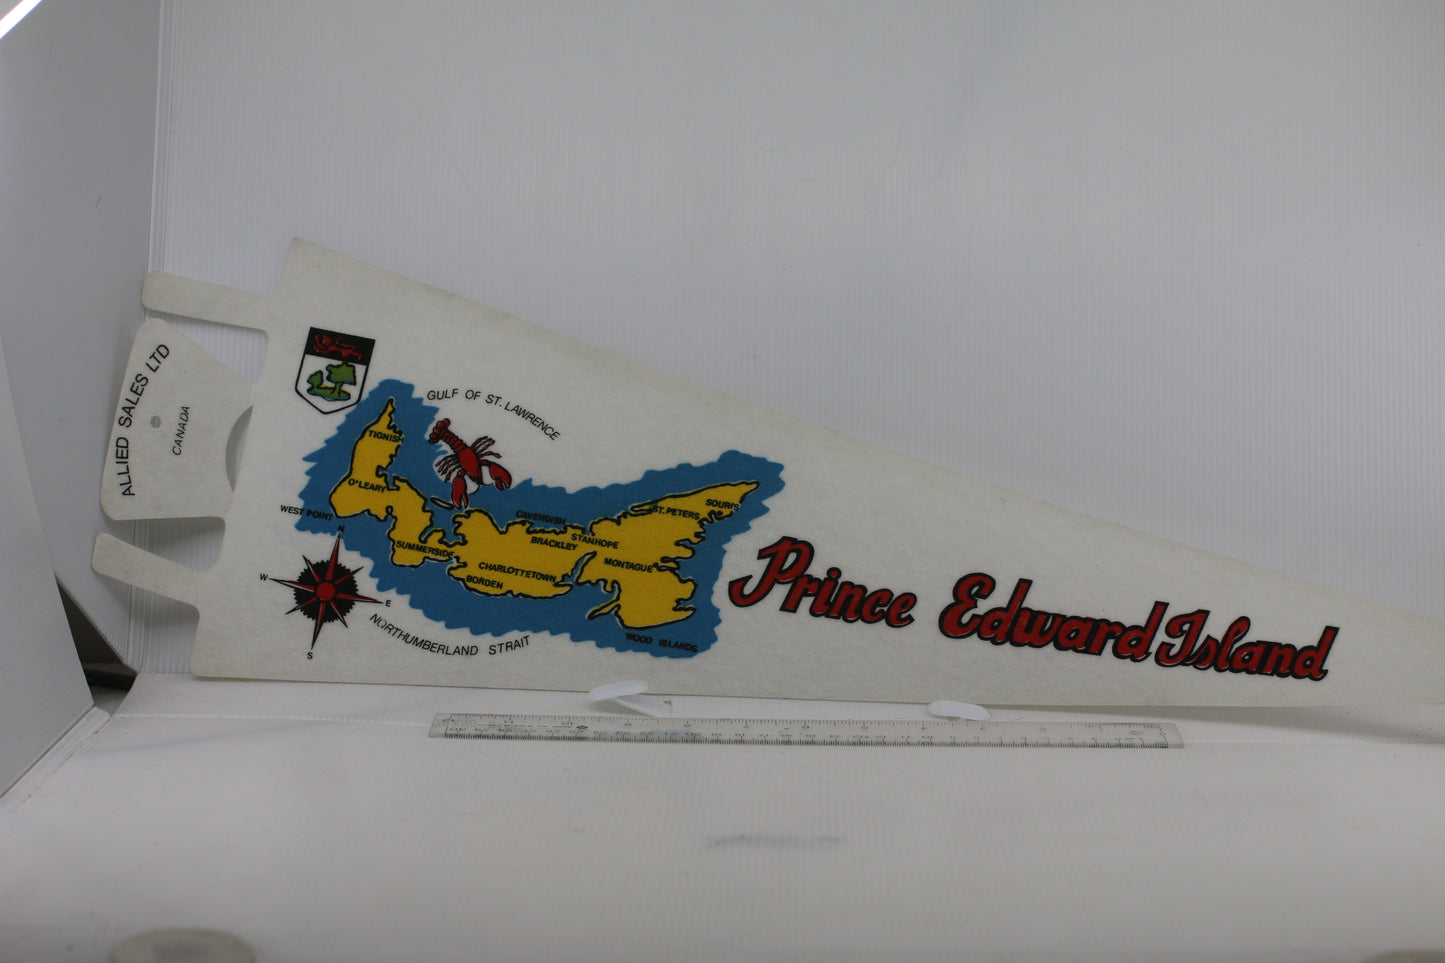 ALLIED SALES LTD
CANADA
GULF OF ST. LAWRENCE
TIGNISH
O'LEARY
WEST POINT
SUMMERSIDE
CAVENDISH
BRACKLEY
STANHOPE
ST. PETERS
SOURIS
MONTAGUE
CHARLOTTETOWN
BORDEN
WOOD ISLANDS
N
W
E
S
NORTHUMBERLAND STRAIT
Prince Edward Island